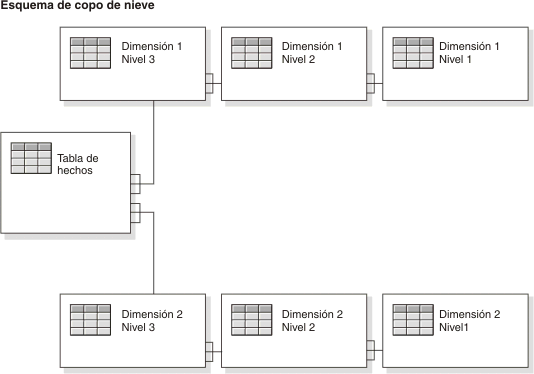 Esquema de copo de nieve
Dimensión 1
Nivel 3
Dimensión 1
Nivel 2
Dimensión 1
Nivel 1
Tabla de
hechos
Dimensión 2
Nivel 3
Dimensión 2
Nivel 2
Dimensión 2
Nivel1